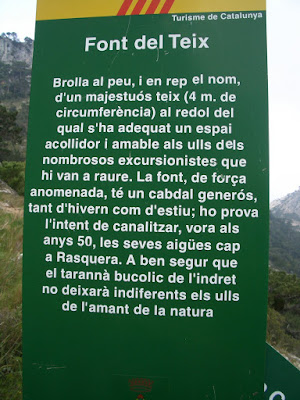 Turisme de Catalunya
Font del Teix
Brolla al peu, i en rep el nom,
d'un majestuós teix (4 m. de
circumferència) al redol del
qual s'ha adequat un espai
acollidor i amable als ulls dels
nombrosos excursionistes que
hi van a raure. La font, de força
anomenada, té un cabdal generós,
tant d'hivern com d'estiu; ho prova
l'intent de canalitzar, vora als
anys 50, les seves aigües cap
a Rasquera. A ben segur que
el tarannà bucolic de l'indret
no deixarà indiferents els ulls
de l'amant de la natura